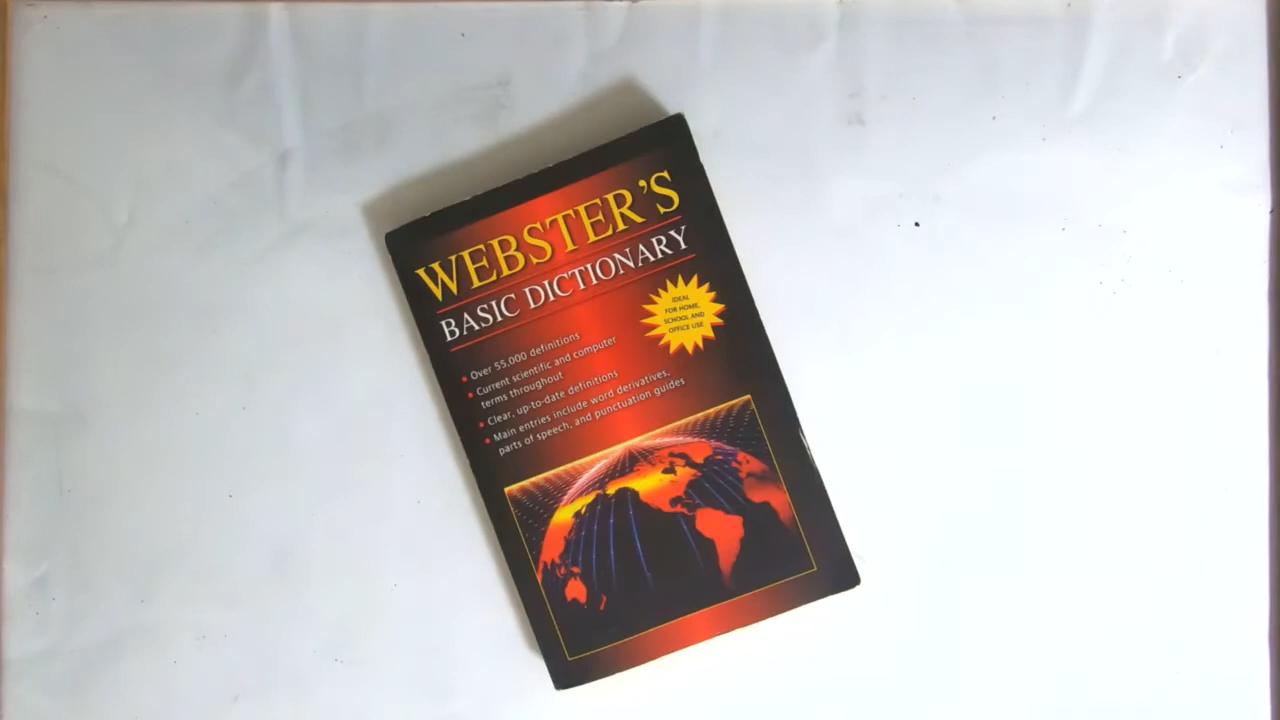 WEBSTER'S
BASIC DICTIONARY
IDEAL
FOR HOME,
SCHOOL AND
OFFICE USE
• Over 55,000 definitions
• Current scientific and computer
terms throughout
• Clear, up-to-date definitions
• Main entries include word derivatives,
parts of speech, and punctuation guides